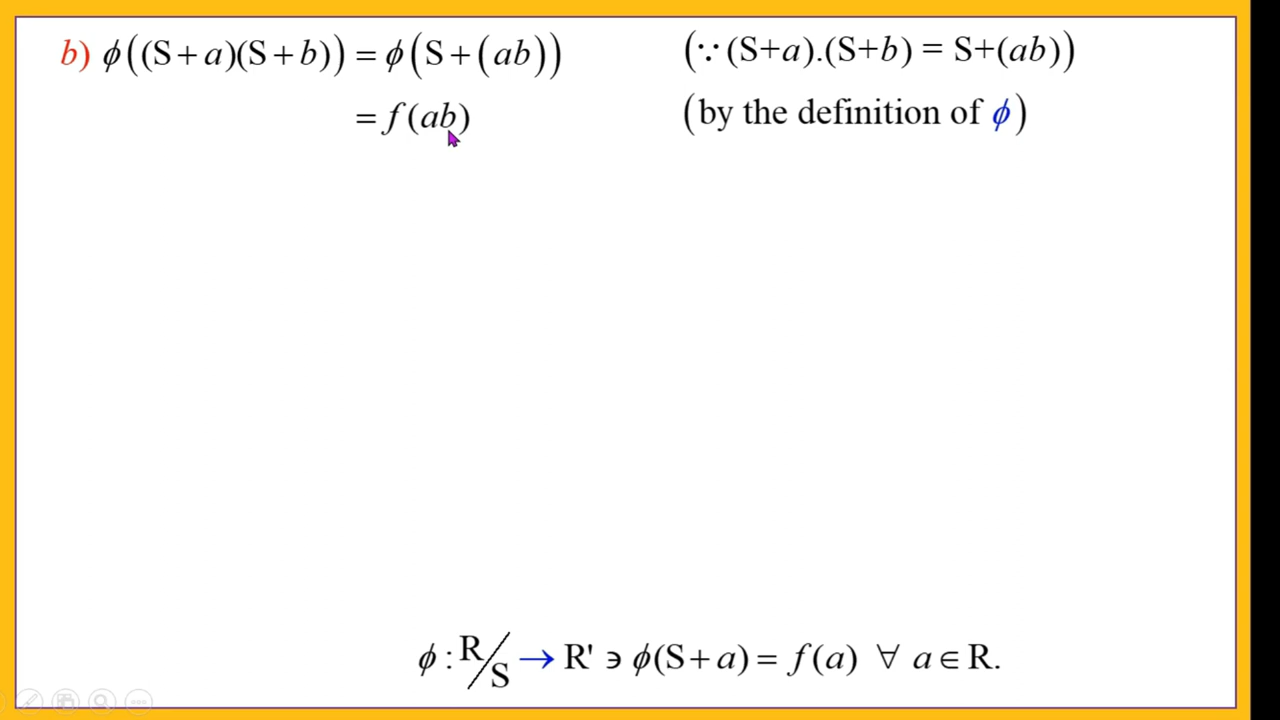 b) ϕ((S+a)(S+b)) = ϕ(S+(ab)) (∵(S+a).(S+b) = S+(ab))
= f(ab) (by the definition of ϕ)
ϕ : R/S → R' ∍ ϕ(S+a) = f(a) ∀ a∈R.